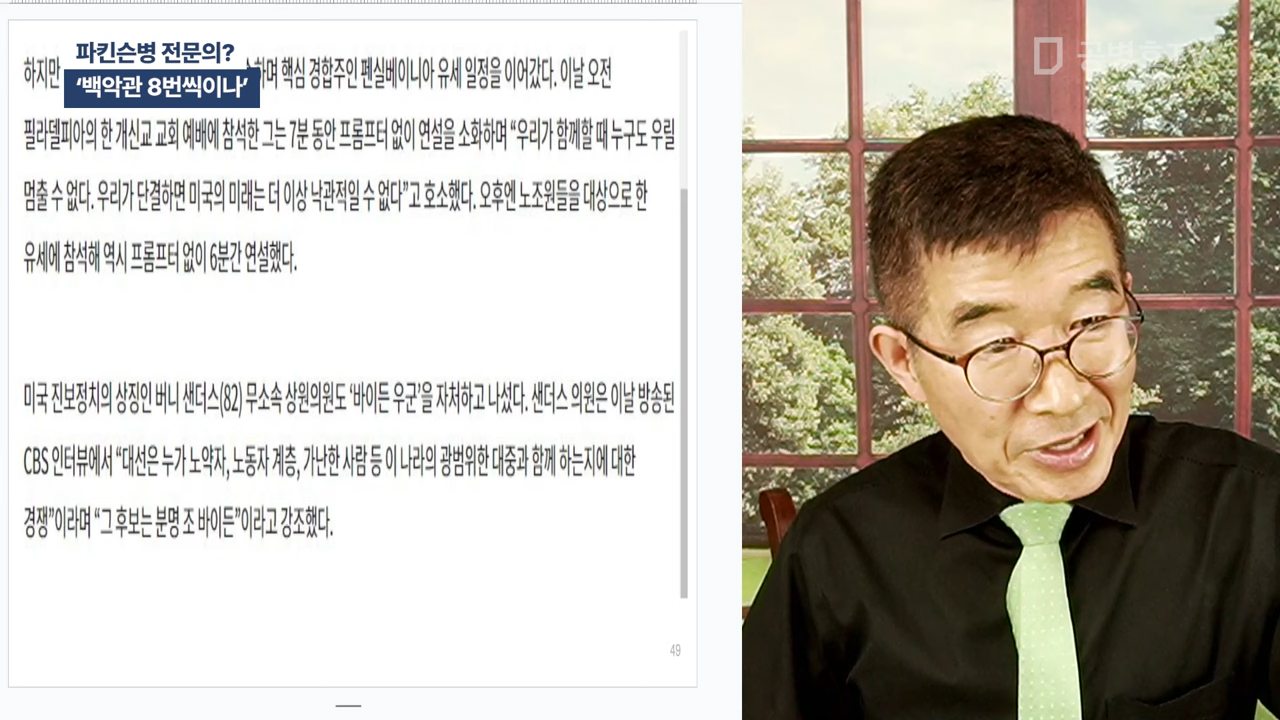 파킨슨병 전문의?
‘백악관 8번씩이나’
하지만 하며 핵심 경합주인 펜실베이니아 유세 일정을 이어갔다. 이날 오전
필라델피아의 한 개신교 교회 예배에 참석한 그는 7분 동안 프롬프터 없이 연설을 소화하며 “우리가 함께할 때 누구도 우릴
멈출 수 없다. 우리가 단결하면 미국의 미래는 더 이상 낙관적일 수 없다”고 호소했다. 오후엔 노조원들을 대상으로 한
유세에 참석해 역시 프롬프터 없이 6분간 연설했다.
미국 진보정치의 상징인 버니 샌더스(82) 무소속 상원의원도 ‘바이든 우군’을 자처하고 나섰다. 샌더스 의원은 이날 방송된
CBS 인터뷰에서 “대선은 누가 노약자, 노동자 계층, 가난한 사람 등 이 나라의 광범위한 대중과 함께 하는지에 대한
경쟁”이라며 “그 후보는 분명 조 바이든”이라고 강조했다.
49